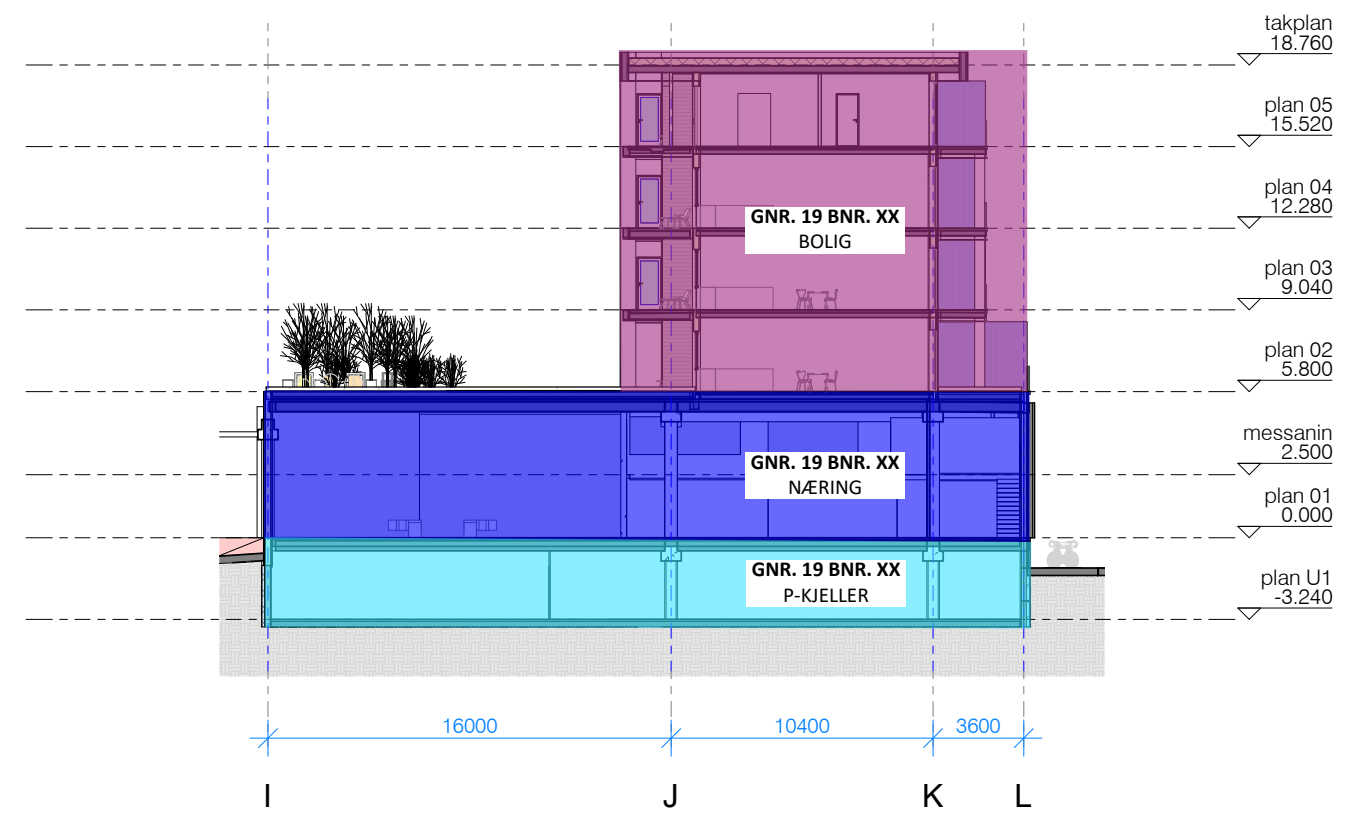 takplan
18.760
plan 05
15.520
plan 04
12.280
GNR. 19 BNR. XX
BOLIG
plan 03
9.040
plan 02
5.800
messanin
2.500
GNR. 19 BNR. XX
NÆRING
plan 01
0.000
GNR. 19 BNR. XX
P-KJELLER
plan U1
-3.240
16000 10400 3600
I J K L